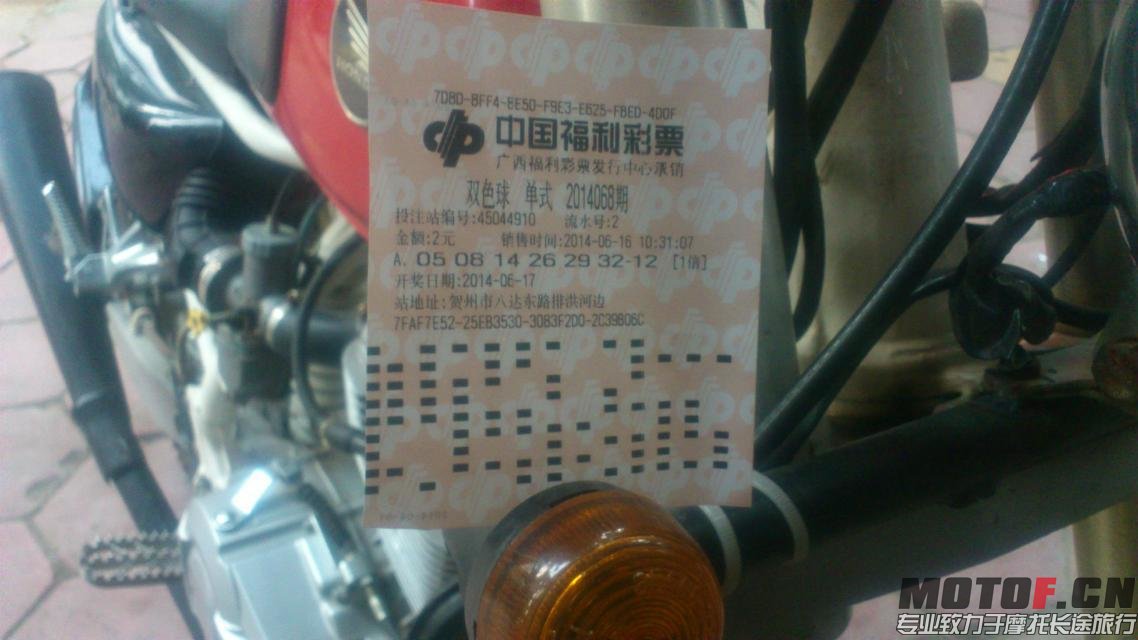 7D8D-8FF4-8E5D-F9E3-E625-F8ED-4D0F
中国福利彩票
广西福利彩票发行中心承销
双色球 单式 2014068期
投注站编号:45044910 流水号:2
金额:2元 销售时间:2014-06-16 10:31:07
A. 05 08 14 26 29 32-12 [1倍]
开奖日期:2014-06-17
站地址:贺州市八达东路排洪河边
7FAF7E52-25EB3530-3083F2D0-2C39B06C
MOTOF.CN
专业致力于摩托长途旅行